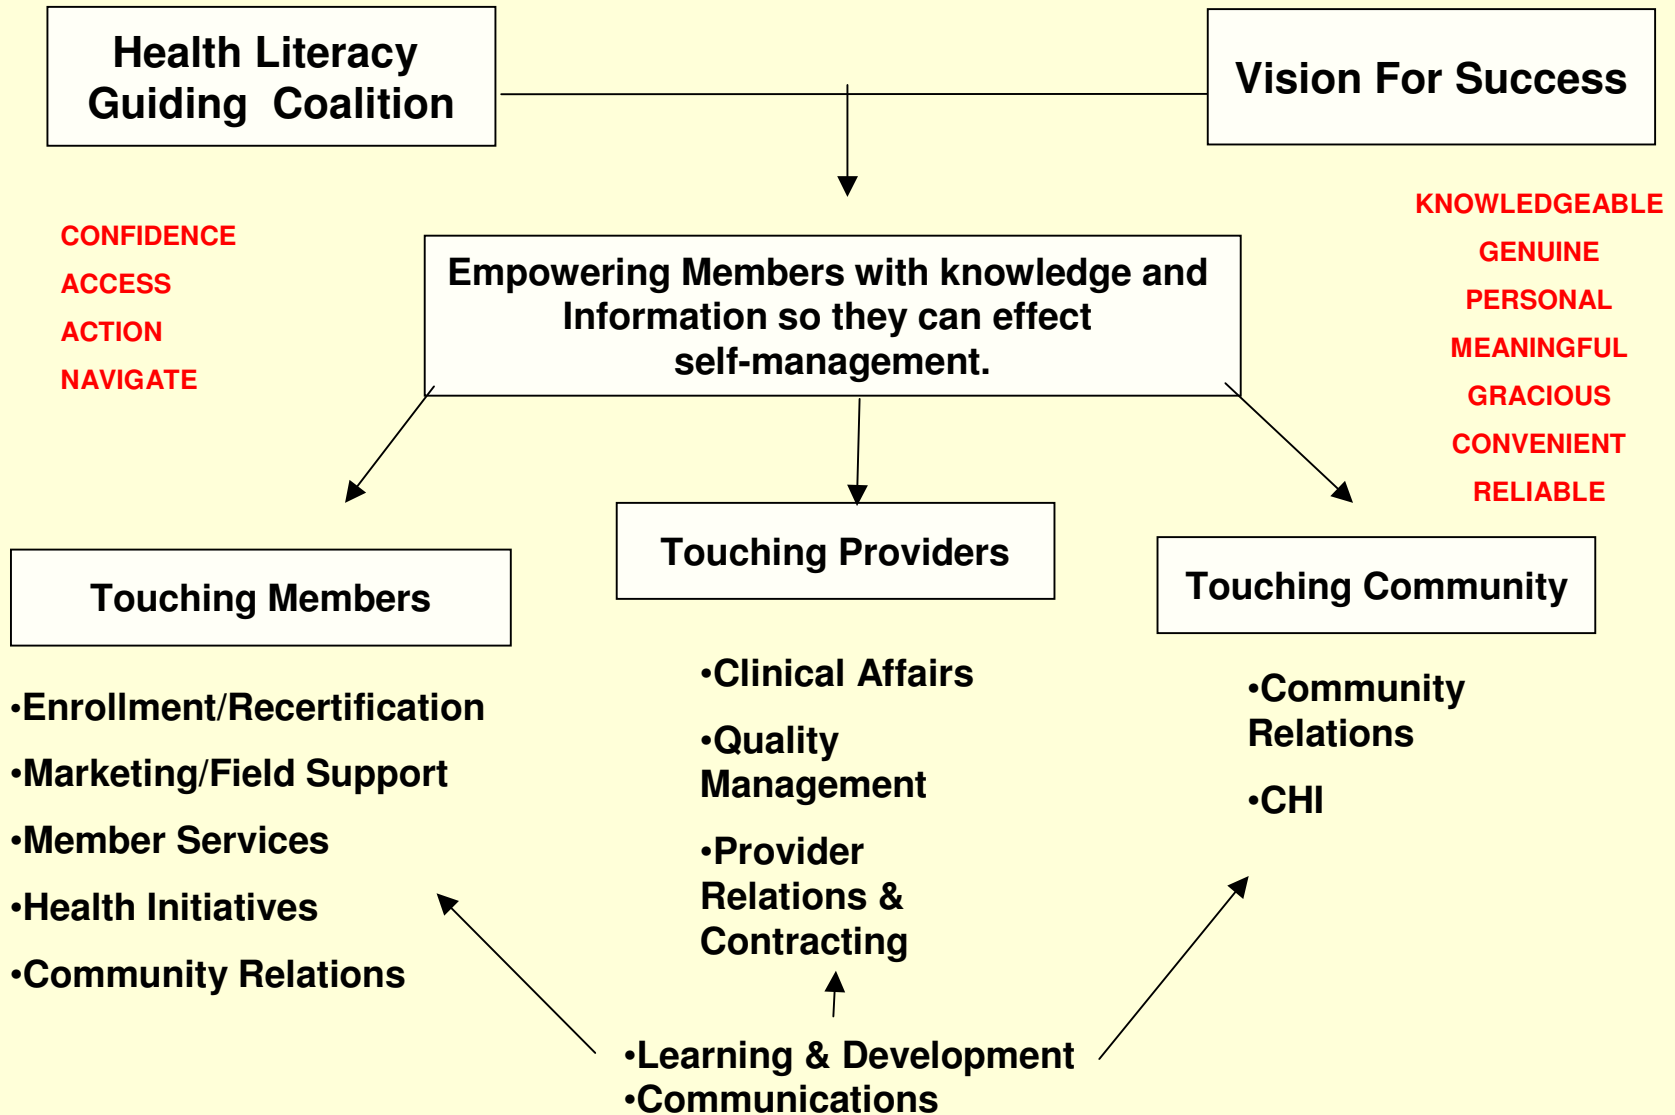 Health Literacy
Guiding Coalition
Vision For Success
CONFIDENCE
ACCESS
ACTION
NAVIGATE
Empowering Members with knowledge and
Information so they can effect
self-management.
KNOWLEDGEABLE
GENUINE
PERSONAL
MEANINGFUL
GRACIOUS
CONVENIENT
RELIABLE
Touching Members
•Enrollment/Recertification
•Marketing/Field Support
•Member Services
•Health Initiatives
•Community Relations
Touching Providers
•Clinical Affairs
•Quality
Management
•Provider
Relations &
Contracting
Touching Community
•Community
Relations
•CHI
•Learning & Development
•Communications